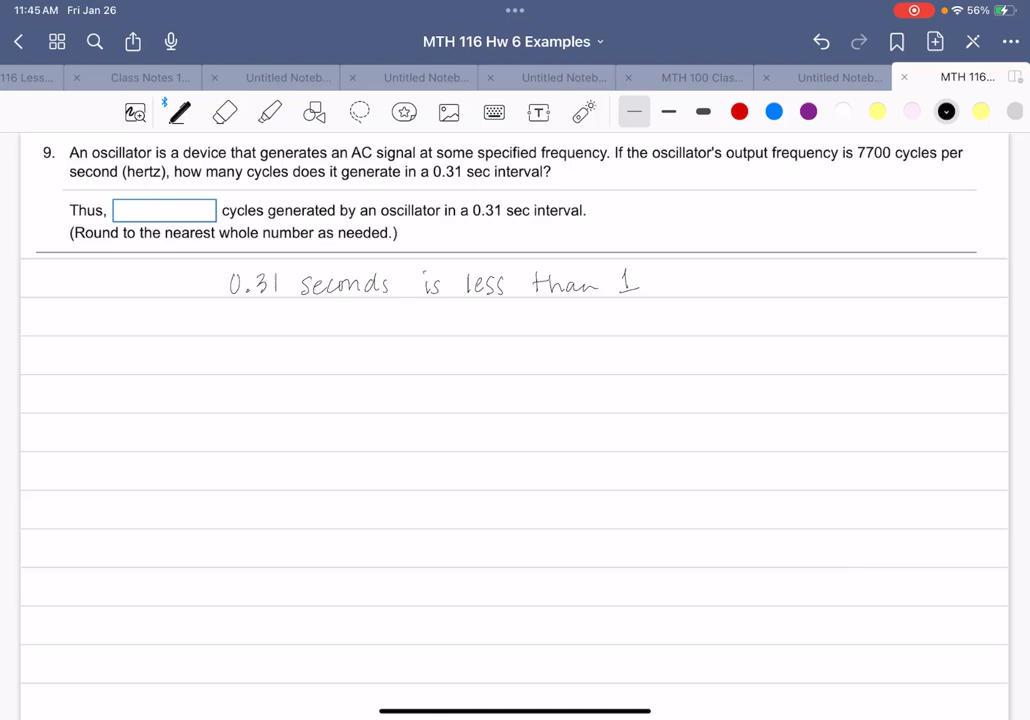 11:45 AM Fri Jan 26
56%
MTH 116 Hw 6 Examples
116 Less...
Class Notes 1...
Untitled Noteb...
Untitled Noteb...
Untitled Noteb...
MTH 100 Clas...
Untitled Noteb...
MTH 116...
9. An oscillator is a device that generates an AC signal at some specified frequency. If the oscillator's output frequency is 7700 cycles per
second (hertz), how many cycles does it generate in a 0.31 sec interval?
Thus, cycles generated by an oscillator in a 0.31 sec interval.
(Round to the nearest whole number as needed.)
0.31 seconds is less than 1